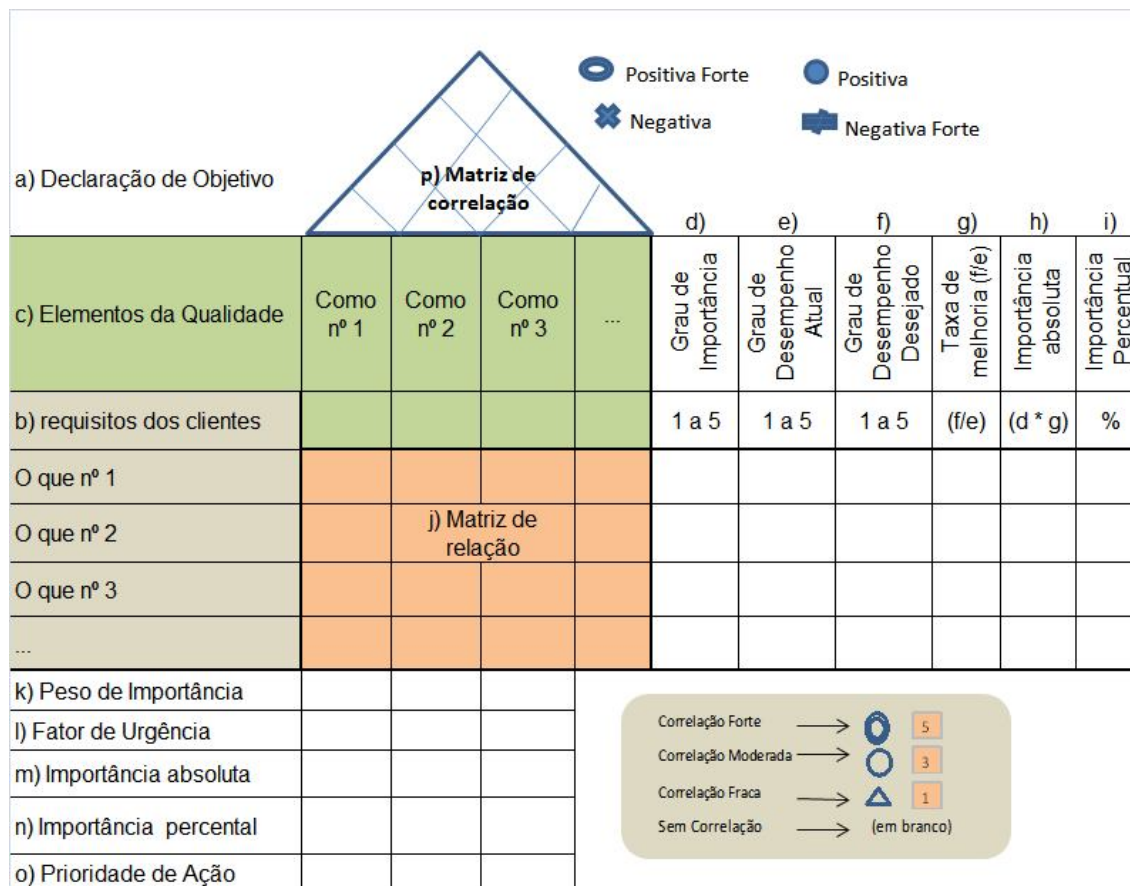 Positiva Forte
Positiva
Negativa
Negativa Forte
a) Declaração de Objetivo
p) Matriz de
correlação
d)
e)
f)
g)
h)
i)
c) Elementos da Qualidade
Como
nº 1
Como
nº 2
Como
nº 3
...
Grau de
Importância
Grau de
Desempenho
Atual
Grau de
Desempenho
Desejado
Taxa de
melhoria (f/e)
Importância
absoluta
Importância
Percentual
b) requisitos dos clientes
1 a 5
1 a 5
1 a 5
(f/e)
(d * g)
%
O que nº 1
O que nº 2
j) Matriz de
relação
O que nº 3
...
k) Peso de Importância
l) Fator de Urgência
m) Importância absoluta
n) Importância percental
o) Prioridade de Ação
Correlação Forte
5
Correlação Moderada
3
Correlação Fraca
1
Sem Correlação
(em branco)